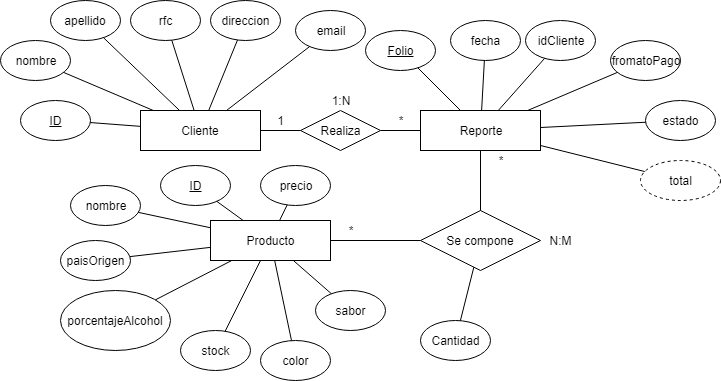 apellido
rfc
direccion
email
nombre
Folio
fecha
idCliente
fromatoPago
ID
Cliente
1
1:N
Realiza
*
Reporte
estado
*
total
ID
precio
nombre
Producto
*
Se compone
N:M
paisOrigen
porcentajeAlcohol
sabor
stock
color
Cantidad